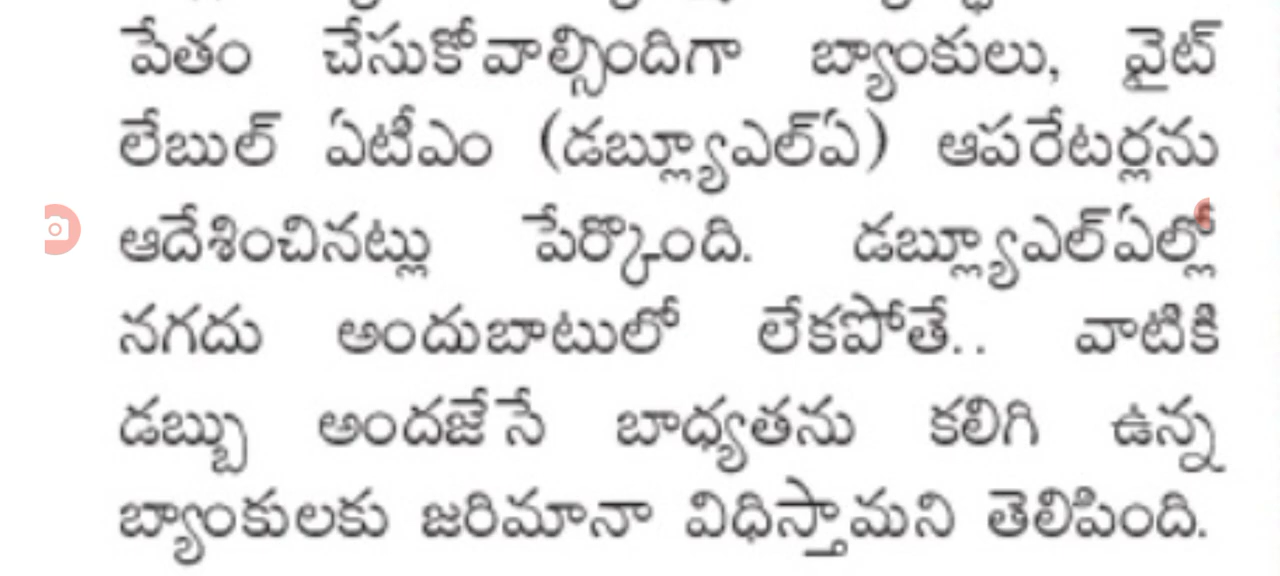 పేతం చేసుకోవాల్సిందిగా బ్యాంకులు, వైట్
లేబుల్ ఏటీఎం (డబ్ల్యూఎల్ఏ) ఆపరేటర్లను
ఆదేశించినట్లు పేర్కొంది. డబ్ల్యూఎల్ఏల్లో
నగదు అందుబాటులో లేకపోతే.. వాటికి
డబ్బు అందజేసే బాధ్యతను కలిగి ఉన్న
బ్యాంకులకు జరిమానా విధిస్తామని తెలిపింది.